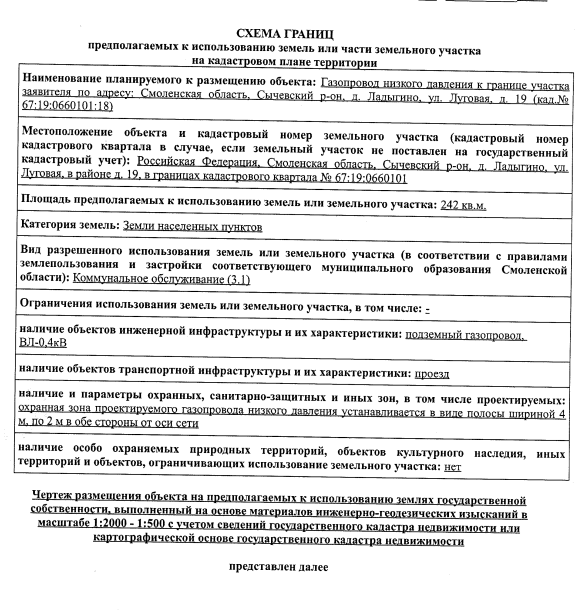 СХЕМА ГРАНИЦ
предполагаемых к использованию земель или части земельного участка
на кадастровом плане территории
Наименование планируемого к размещению объекта: Газопровод низкого давления к границе участка
заявителя по адресу: Смоленская область, Сычевский р-он, д. Ладыгино, ул. Луговая, д. 19 (кад.№
67:19:0660101:18)
Местоположение объекта и кадастровый номер земельного участка (кадастровый номер
кадастрового квартала в случае, если земельный участок не поставлен на государственный
кадастровый учет): Российская Федерация, Смоленская область, Сычевский р-он, д. Ладыгино, ул.
Луговая, в районе д. 19, в границах кадастрового квартала № 67:19:0660101
Площадь предполагаемых к использованию земель или земельного участка: 242 кв.м.
Категория земель: Земли населенных пунктов
Вид разрешенного использования земель или земельного участка (в соответствии с правилами
землепользования и застройки соответствующего муниципального образования Смоленской
области): Коммунальное обслуживание (3.1)
Ограничения использования земель или земельного участка, в том числе: -
наличие объектов инженерной инфраструктуры и их характеристики: подземный газопровод,
ВЛ-0,4кВ
наличие объектов транспортной инфраструктуры и их характеристики: проезд
наличие и параметры охранных, санитарно-защитных и иных зон, в том числе проектируемых:
охранная зона проектируемого газопровода низкого давления устанавливается в виде полосы шириной 4
м, по 2 м в обе стороны от оси сети
наличие особо охраняемых природных территорий, объектов культурного наследия, иных
территорий и объектов, ограничивающих использование земельного участка: нет
Чертеж размещения объекта на предполагаемых к использованию землях государственной
собственности, выполненный на основе материалов инженерно-геодезических изысканий в
масштабе 1:2000 - 1:500 с учетом сведений государственного кадастра недвижимости или
картографической основе государственного кадастра недвижимости
представлен далее